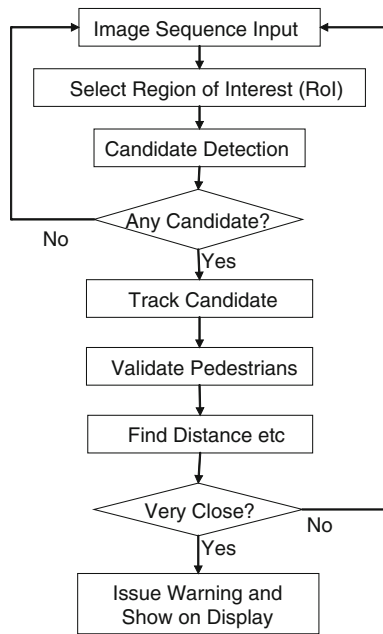 Image Sequence Input
Select Region of Interest (RoI)
Candidate Detection
Any Candidate?
No
Yes
Track Candidate
Validate Pedestrians
Find Distance etc
Very Close?
No
Yes
Issue Warning and
Show on Display